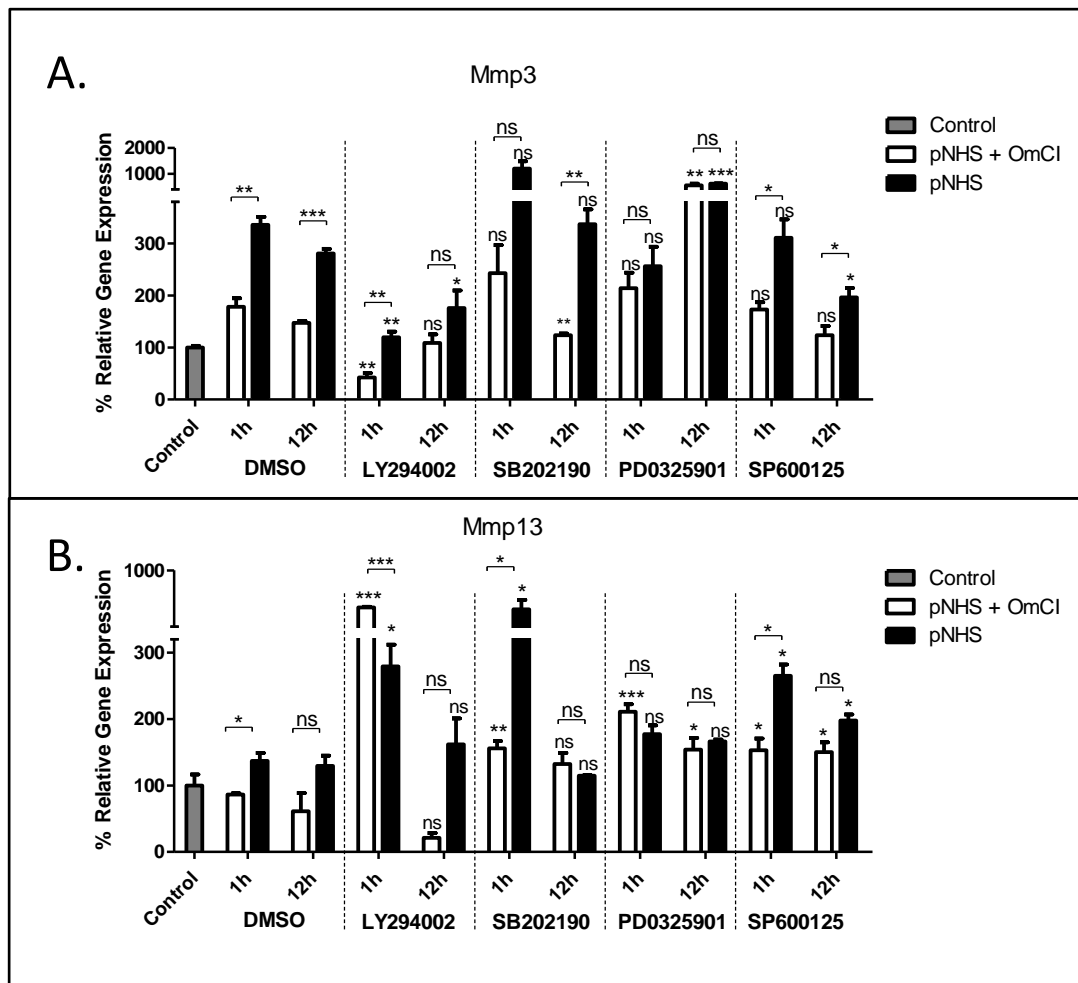 A.
Mmp3
Control
pNHS + OmCI
pNHS
% Relative Gene Expression
2000
1000
300
200
100
0
** *** ** ** ** ns ns * ns ns ns ** ** ns ns ns ns ns ** *** * ns ns * ns *
Control 1h 12h 1h 12h 1h 12h 1h 12h 1h 12h
DMSO LY294002 SB202190 PD0325901 SP600125
B.
Mmp13
Control
pNHS + OmCI
pNHS
% Relative Gene Expression
1000
300
200
100
0
* ns *** *** * ns ns ns * ** * ns ns ns ns *** ns ns * ns * * * ns * *
Control 1h 12h 1h 12h 1h 12h 1h 12h 1h 12h
DMSO LY294002 SB202190 PD0325901 SP600125